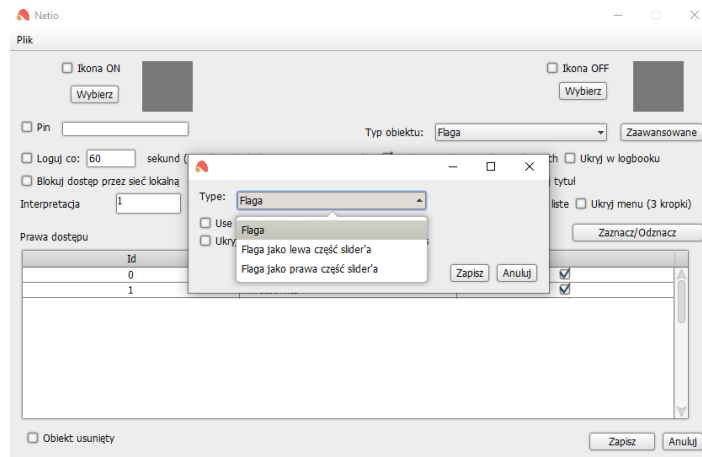 Netio
Plik
Ikona ON
Ikona OFF
Wybierz
Wybierz
Pin
Typ obiektu: Flaga
Zaawansowane
Loguj co: 60 sekund (
ch Ukryj w logbooku
Blokuj dostęp przez sieć lokalną
tytuł
Interpretacja 1
liste Ukryj menu (3 kropki)
Prawa dostępu
Zaznacz/Odznacz
Id
0
1
Type: Flaga
Use
Ukry
Flaga
Flaga jako lewa część slider'a
Flaga jako prawa część slider'a
Zapisz Anuluj
Obiekt usunięty
Zapisz Anuluj